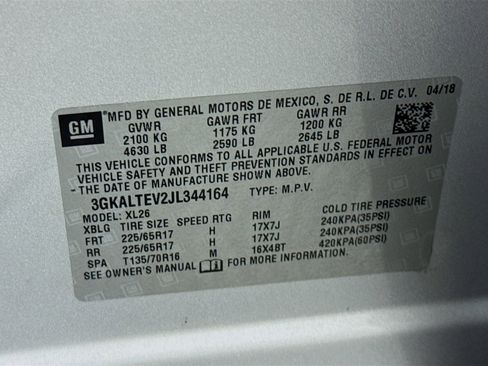 GM
*MFD BY GENERAL MOTORS DE MEXICO, S. DE R.L. DE C.V. 04/18
GVWR GAWR FRT GAWR RR
2100 KG 1175 KG 1200 KG
4630 LB 2590 LB 2645 LB
THIS VEHICLE CONFORMS TO ALL APPLICABLE U.S. FEDERAL MOTOR
VEHICLE SAFETY AND THEFT PREVENTION STANDARDS IN EFFECT ON
THE DATE OF MANUFACTURE SHOWN ABOVE.
3GKALTEV2JL344164 TYPE: M.P.V.
MODEL: XL26
XBLG TIRE SIZE SPEED RTG RIM COLD TIRE PRESSURE
FRT 225/65R17 H 17X7J 240KPA(35PSI)
RR 225/65R17 H 17X7J 240KPA(35PSI)
SPA T135/70R16 M 16X4BT 420KPA(60PSI)
SEE OWNER'S MANUAL FOR MORE INFORMATION.